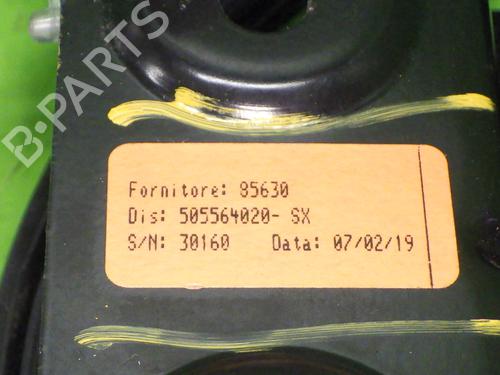 B-PARTS
Fornitore: 85630
Dis: 505564020- SX
S/N: 30160 Data: 07/02/19